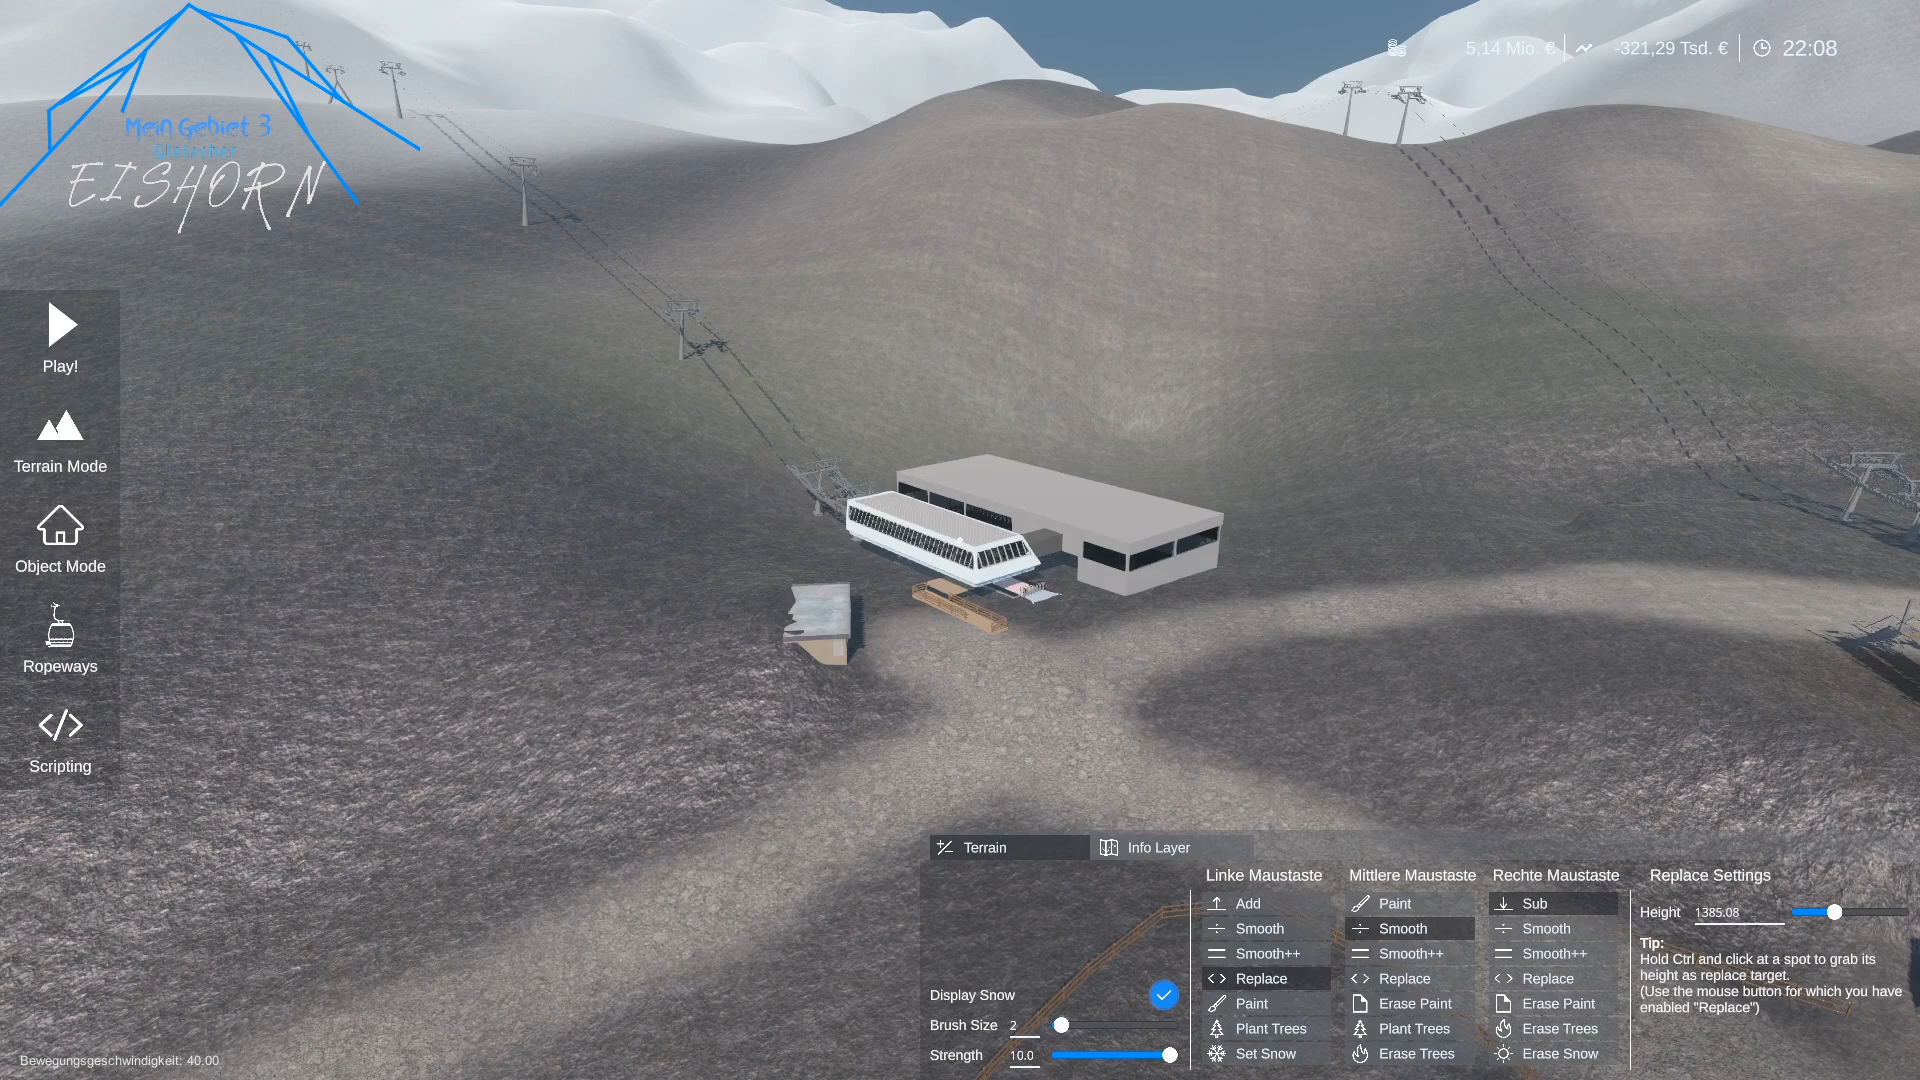 5,14 Mio. €
-321,29 Tsd. €
22:08
Mein Gebiet 3
Gletscher
EISHORN
Play!
Terrain Mode
Object Mode
Ropeways
Scripting
Bewegungsgeschwindigkeit: 40.00
Terrain
Info Layer
Display Snow
Brush Size 2
Strength 10.0
Linke Maustaste
Add
Smooth
Smooth++
Replace
Paint
Plant Trees
Set Snow
Mittlere Maustaste
Paint
Smooth
Smooth++
Replace
Erase Paint
Plant Trees
Erase Trees
Rechte Maustaste
Sub
Smooth
Smooth++
Replace
Erase Paint
Erase Trees
Erase Snow
Replace Settings
Height 1385.08
Tip:
Hold Ctrl and click at a spot to grab its
height as replace target.
(Use the mouse button for which you have
enabled "Replace")